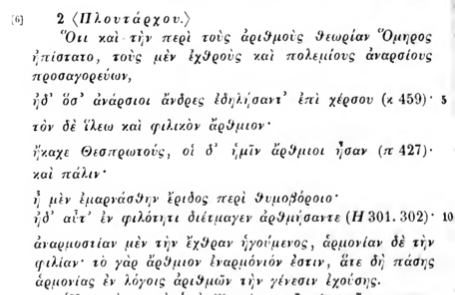 [6] 2 ⟨Πλουτάρχου.⟩
Ὅτι καὶ τὴν περὶ τοὺς ἀριθμοὺς θεωρίαν Ὅμηρος
ἠπίστατο, τοὺς μὲν ἐχθροὺς καὶ πολεμίους ἀναρσίους
προσαγορεύων,
ἠδ' ὅσ' ἀνάρσιοι ἄνδρες ἐδηλήσαντ' ἐπὶ χέρσου (κ 459)· 5
τὸν δὲ ἵλεω καὶ φιλικὸν ἄρθμιον·
ἤκαχε Θεσπρωτούς, οἱ δ' ἡμῖν ἄρθμιοι ἦσαν (π 427)·
καὶ πάλιν·
ἦ μὲν ἐμαρνάσθην ἔριδος περὶ θυμοβόροιο·
ἠδ' αὖτ' ἐν φιλότητι διέτμαγεν ἀρθμήσαντε (Η 301. 302)· 10
ἀναρμοστίαν μὲν τὴν ἔχθραν ἡγούμενος, ἁρμονίαν δὲ τὴν
φιλίαν· τὸ γὰρ ἄρθμιον ἐναρμόνιόν ἐστιν, ἅτε δὴ πάσης
ἁρμονίας ἐν λόγοις ἀριθμῶν τὴν γένεσιν ἐχούσης.